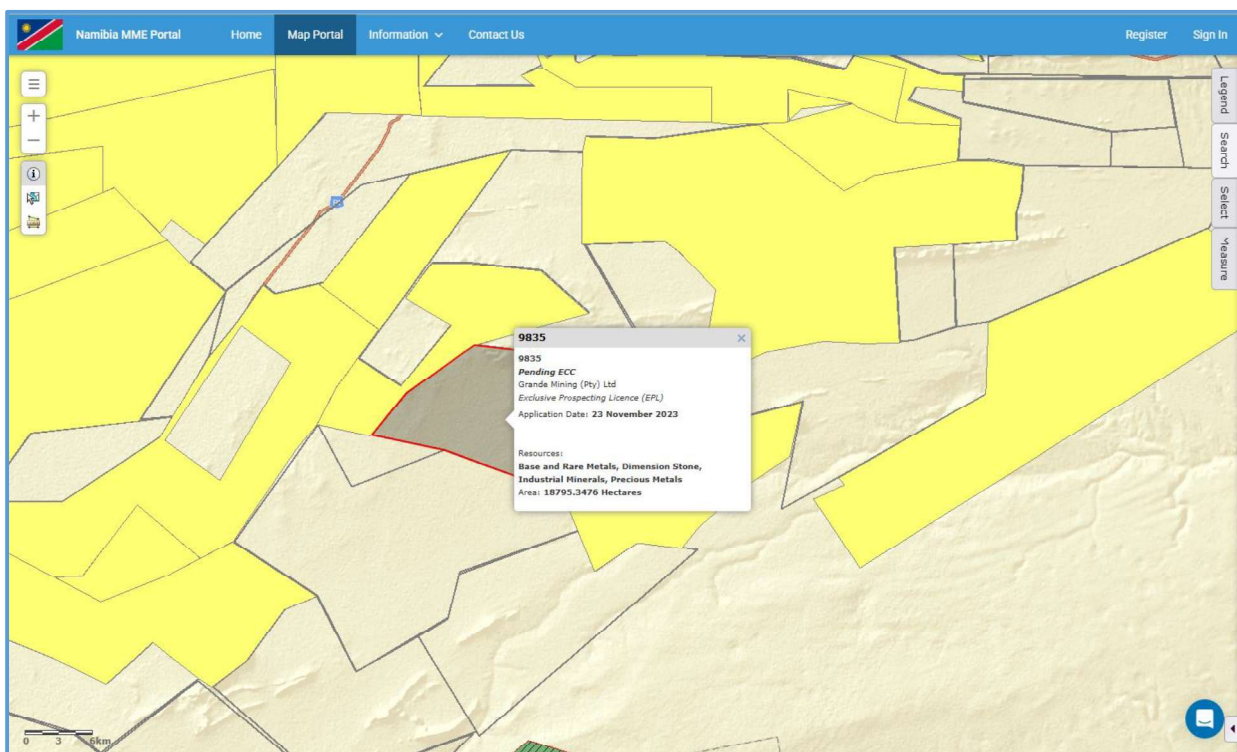 Namibia MME Portal
Home
Map Portal
Information
Contact Us
Register
Sign In
Legend
Search
Select
Measure
9835
9835
Pending ECC
Grande Mining (Pty) Ltd
Exclusive Prospecting Licence (EPL)
Application Date: 23 November 2023
Resources:
Base and Rare Metals, Dimension Stone,
Industrial Minerals, Precious Metals
Area: 18795.3476 Hectares
0 3 6km